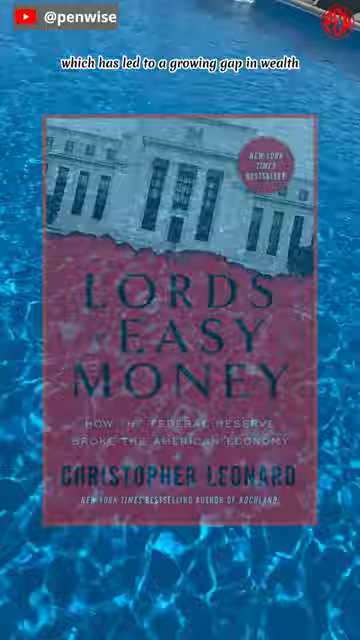 @penwise
which has led to a growing gap in wealth
NEW YORK
TIMES
BESTSELLER
LORDS
EASY
MONEY
HOW THE FEDERAL RESERVE
BROKE THE AMERICAN ECONOMY
CHRISTOPHER LEONARD
NEW YORK TIMES BESTSELLING AUTHOR OF KOCHLAND